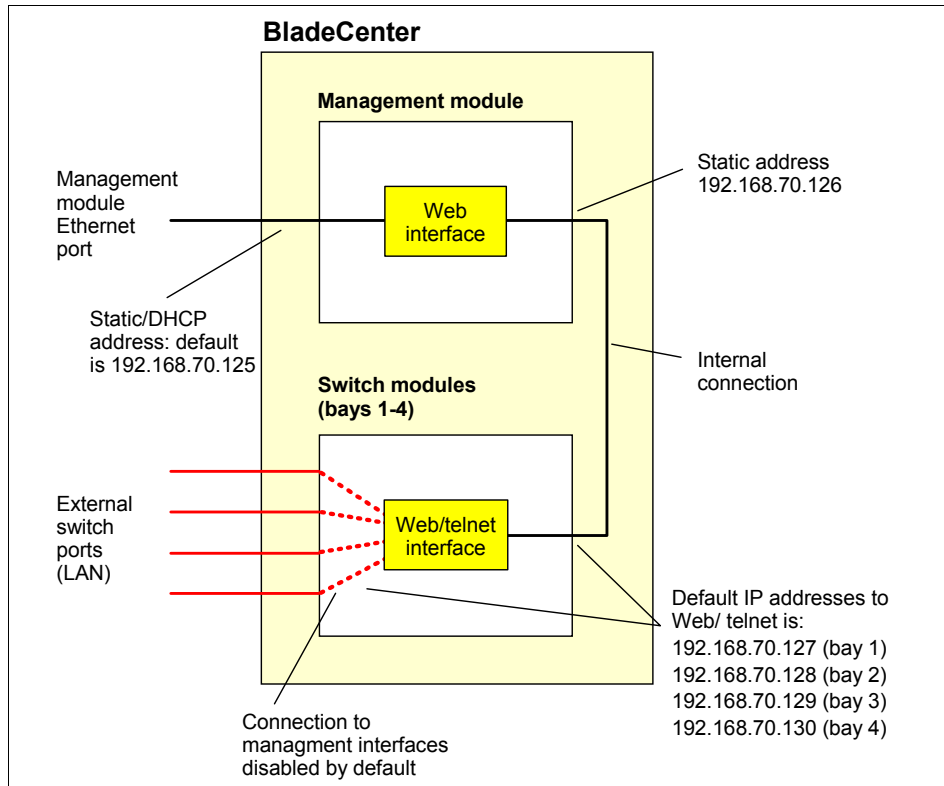 BladeCenter
Management module
Management
module
Ethernet
port
Web
interface
Static address
192.168.70.126
Static/DHCP
address: default
is 192.168.70.125
Internal
connection
Switch modules
(bays 1-4)
External
switch
ports
(LAN)
Web/telnet
interface
Default IP addresses to
Web/ telnet is:
192.168.70.127 (bay 1)
192.168.70.128 (bay 2)
192.168.70.129 (bay 3)
192.168.70.130 (bay 4)
Connection to
managment interfaces
disabled by default